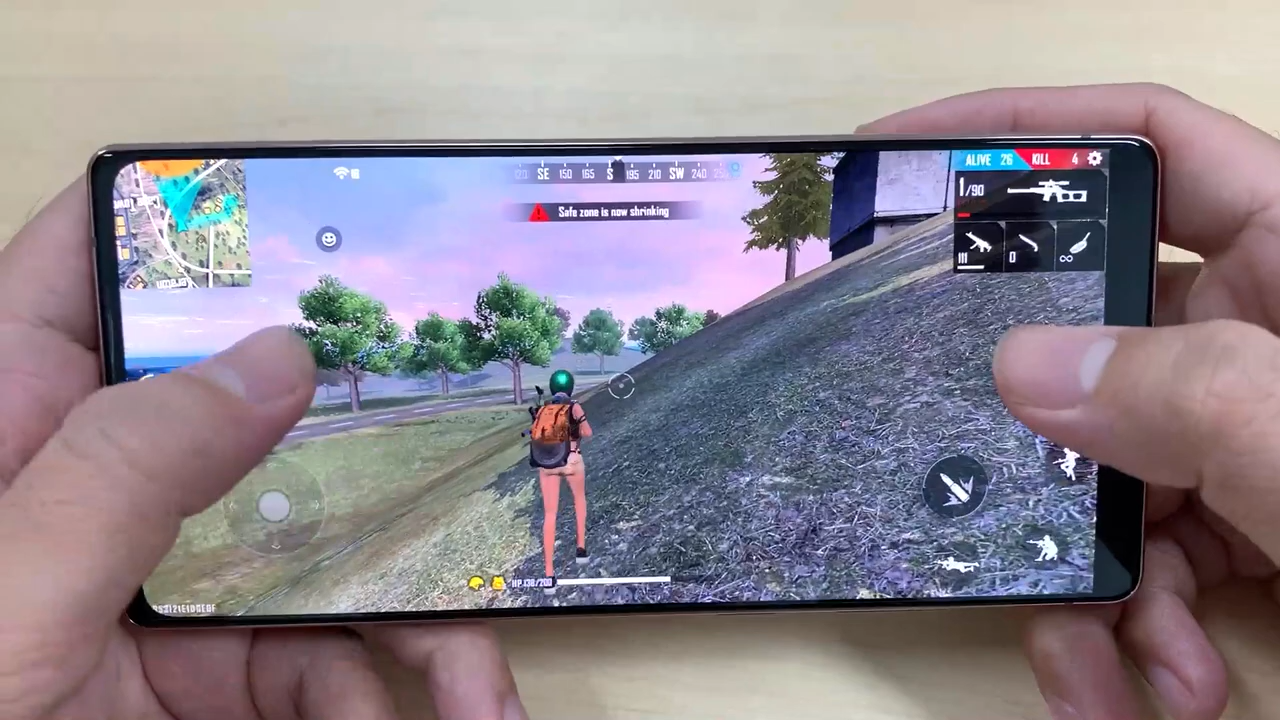 SE 150 165 S 195 210 SW 240
Safe zone is now shrinking
ALIVE 26 KILL 4
1/90
111 0 ∞
HP 138/200